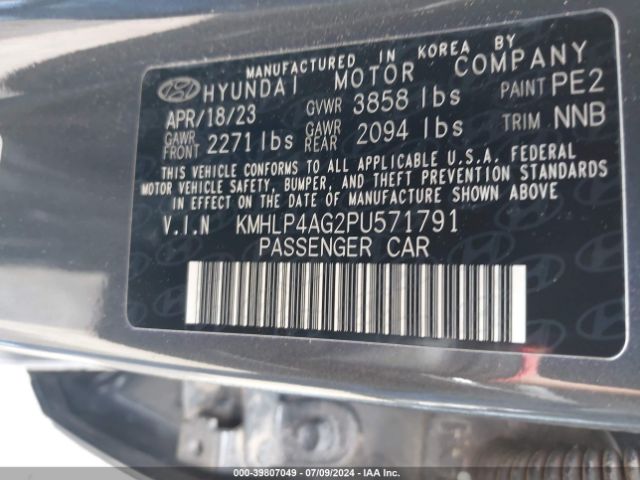 MANUFACTURED IN KOREA BY
HYUNDAI MOTOR COMPANY
APR/18/23 GVWR 3858 lbs PAINT PE2
GAWR FRONT 2271 lbs GAWR REAR 2094 lbs TRIM NNB
THIS VEHICLE CONFORMS TO ALL APPLICABLE U.S.A. FEDERAL
MOTOR VEHICLE SAFETY, BUMPER, AND THEFT PREVENTION STANDARDS
IN EFFECT ON THE DATE OF MANUFACTURE SHOWN ABOVE.
V.I.N KMHLP4AG2PU571791
PASSENGER CAR
000-39807049 / 07/09/2024 - IAA Inc.